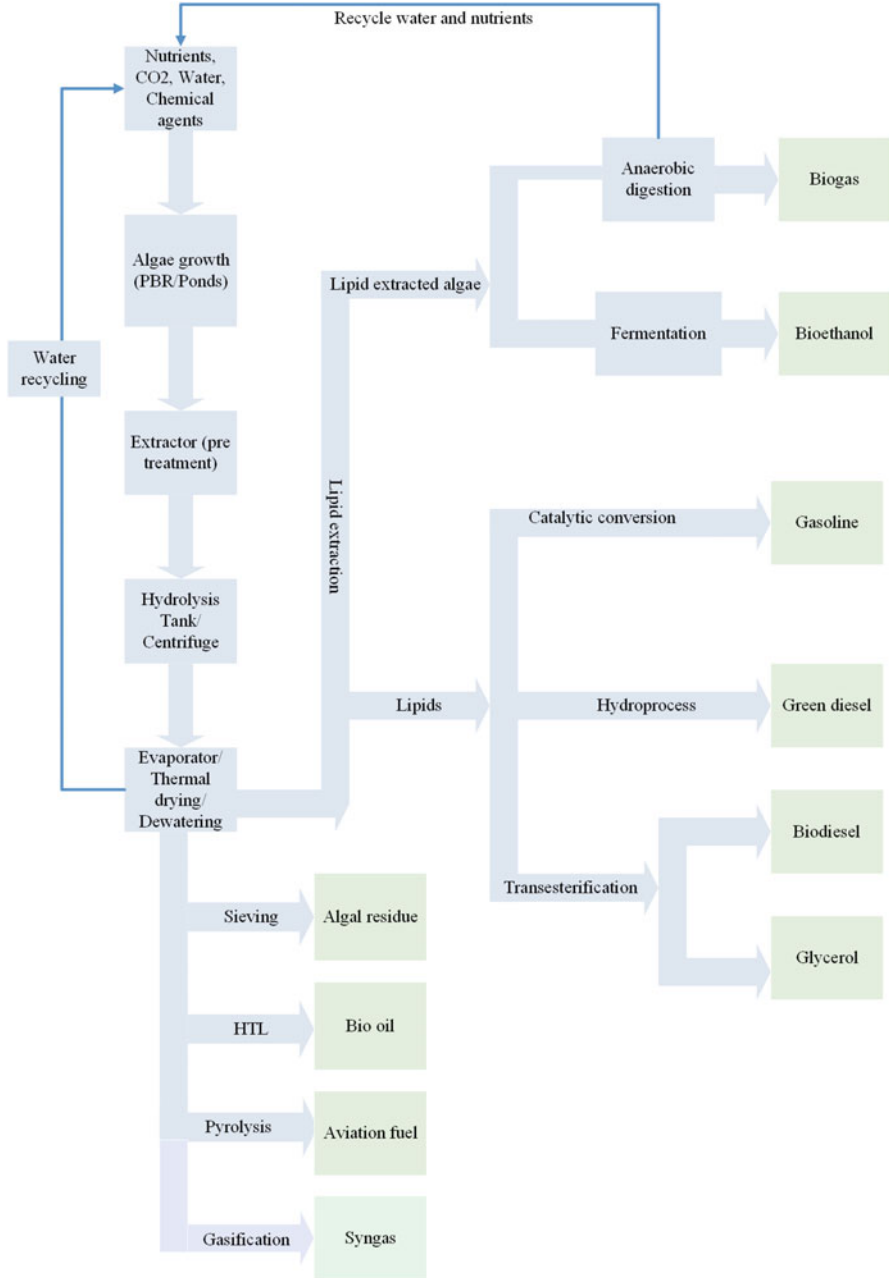 Recycle water and nutrients
Nutrients,
CO2, Water,
Chemical
agents
Algae growth
(PBR/Ponds)
Water
recycling
Extractor (pre
treatment)
Hydrolysis
Tank/
Centrifuge
Evaporator/
Thermal
drying/
Dewatering
Lipid extraction
Lipid extracted algae
Anaerobic
digestion
Biogas
Fermentation
Bioethanol
Lipids
Catalytic conversion
Gasoline
Hydroprocess
Green diesel
Transesterification
Biodiesel
Glycerol
Sieving
Algal residue
HTL
Bio oil
Pyrolysis
Aviation fuel
Gasification
Syngas